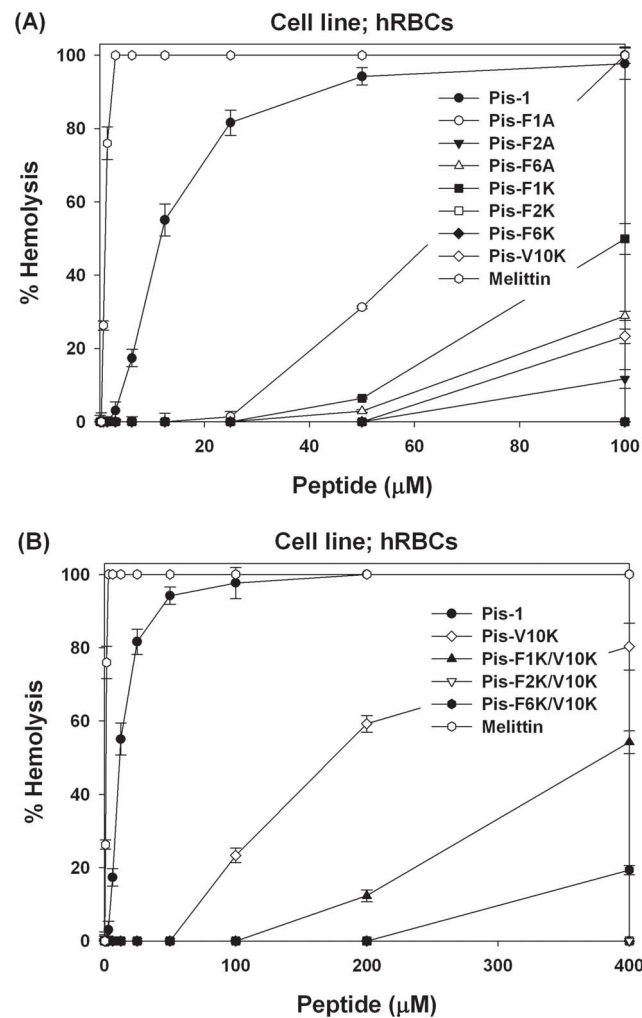 (A)
Cell line; hRBCs
100
80
60
40
20
0
% Hemolysis
Pis-1
Pis-F1A
Pis-F2A
Pis-F6A
Pis-F1K
Pis-F2K
Pis-F6K
Pis-V10K
Melittin
20 40 60 80 100
Peptide (μM)
(B)
Cell line; hRBCs
100
80
60
40
20
0
% Hemolysis
Pis-1
Pis-V10K
Pis-F1K/V10K
Pis-F2K/V10K
Pis-F6K/V10K
Melittin
0 100 200 300 400
Peptide (μM)